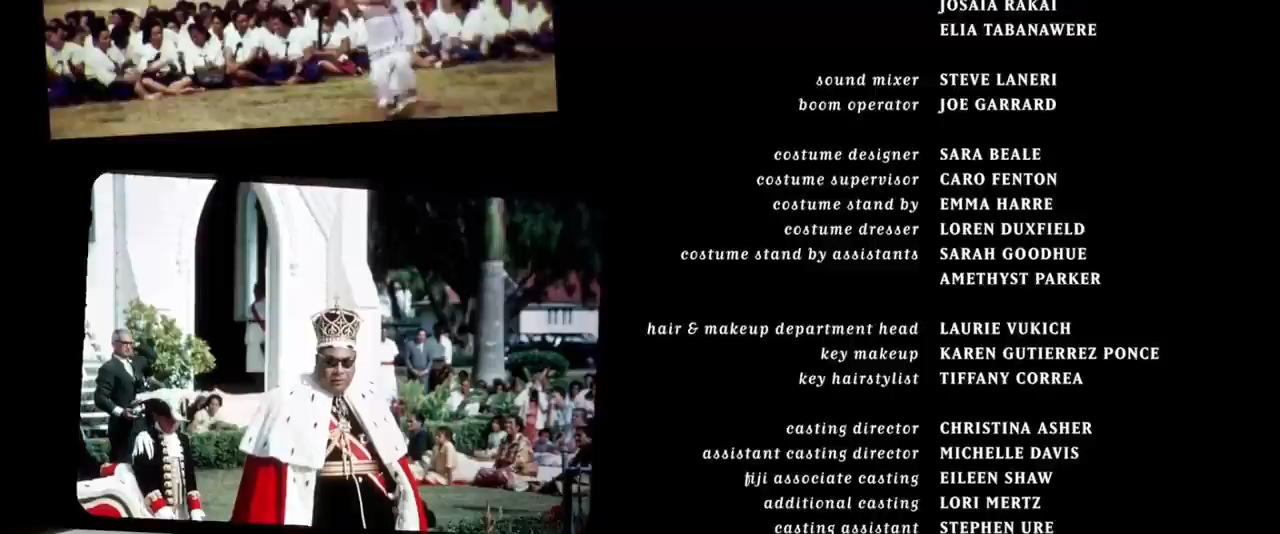 JOSAIA RAKAI
ELIA TABANAWERE
sound mixer STEVE LANERI
boom operator JOE GARRARD
costume designer SARA BEALE
costume supervisor CARO FENTON
costume stand by EMMA HARRE
costume dresser LOREN DUXFIELD
costume stand by assistants SARAH GOODHUE
AMETHYST PARKER
hair & makeup department head LAURIE VUKICH
key makeup KAREN GUTIERREZ PONCE
key hairstylist TIFFANY CORREA
casting director CHRISTINA ASHER
assistant casting director MICHELLE DAVIS
fiji associate casting EILEEN SHAW
additional casting LORI MERTZ
casting assistant STEPHEN URE